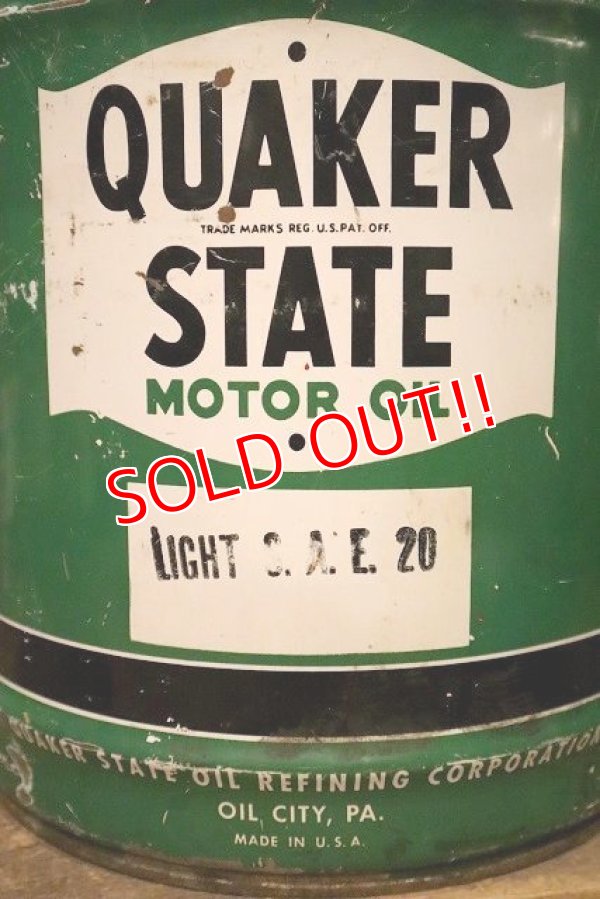 QUAKER
TRADE MARKS REG. U.S. PAT. OFF.
STATE
MOTOR OIL
SOLD OUT!!
LIGHT S. A. E. 20
QUAKER STATE OIL REFINING CORPORATION
OIL CITY, PA.
MADE IN U.S.A.